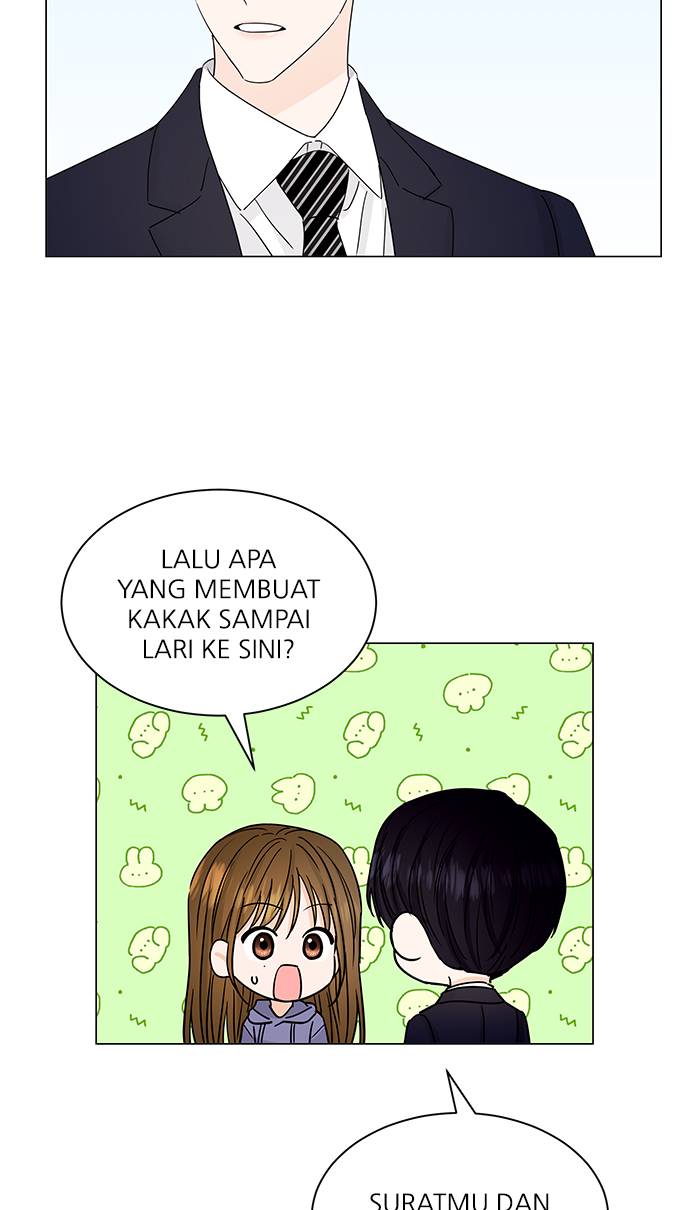 LALU APA
YANG MEMBUAT
KAKAK SAMPAI
LARI KE SINI?
SURATMU DAN